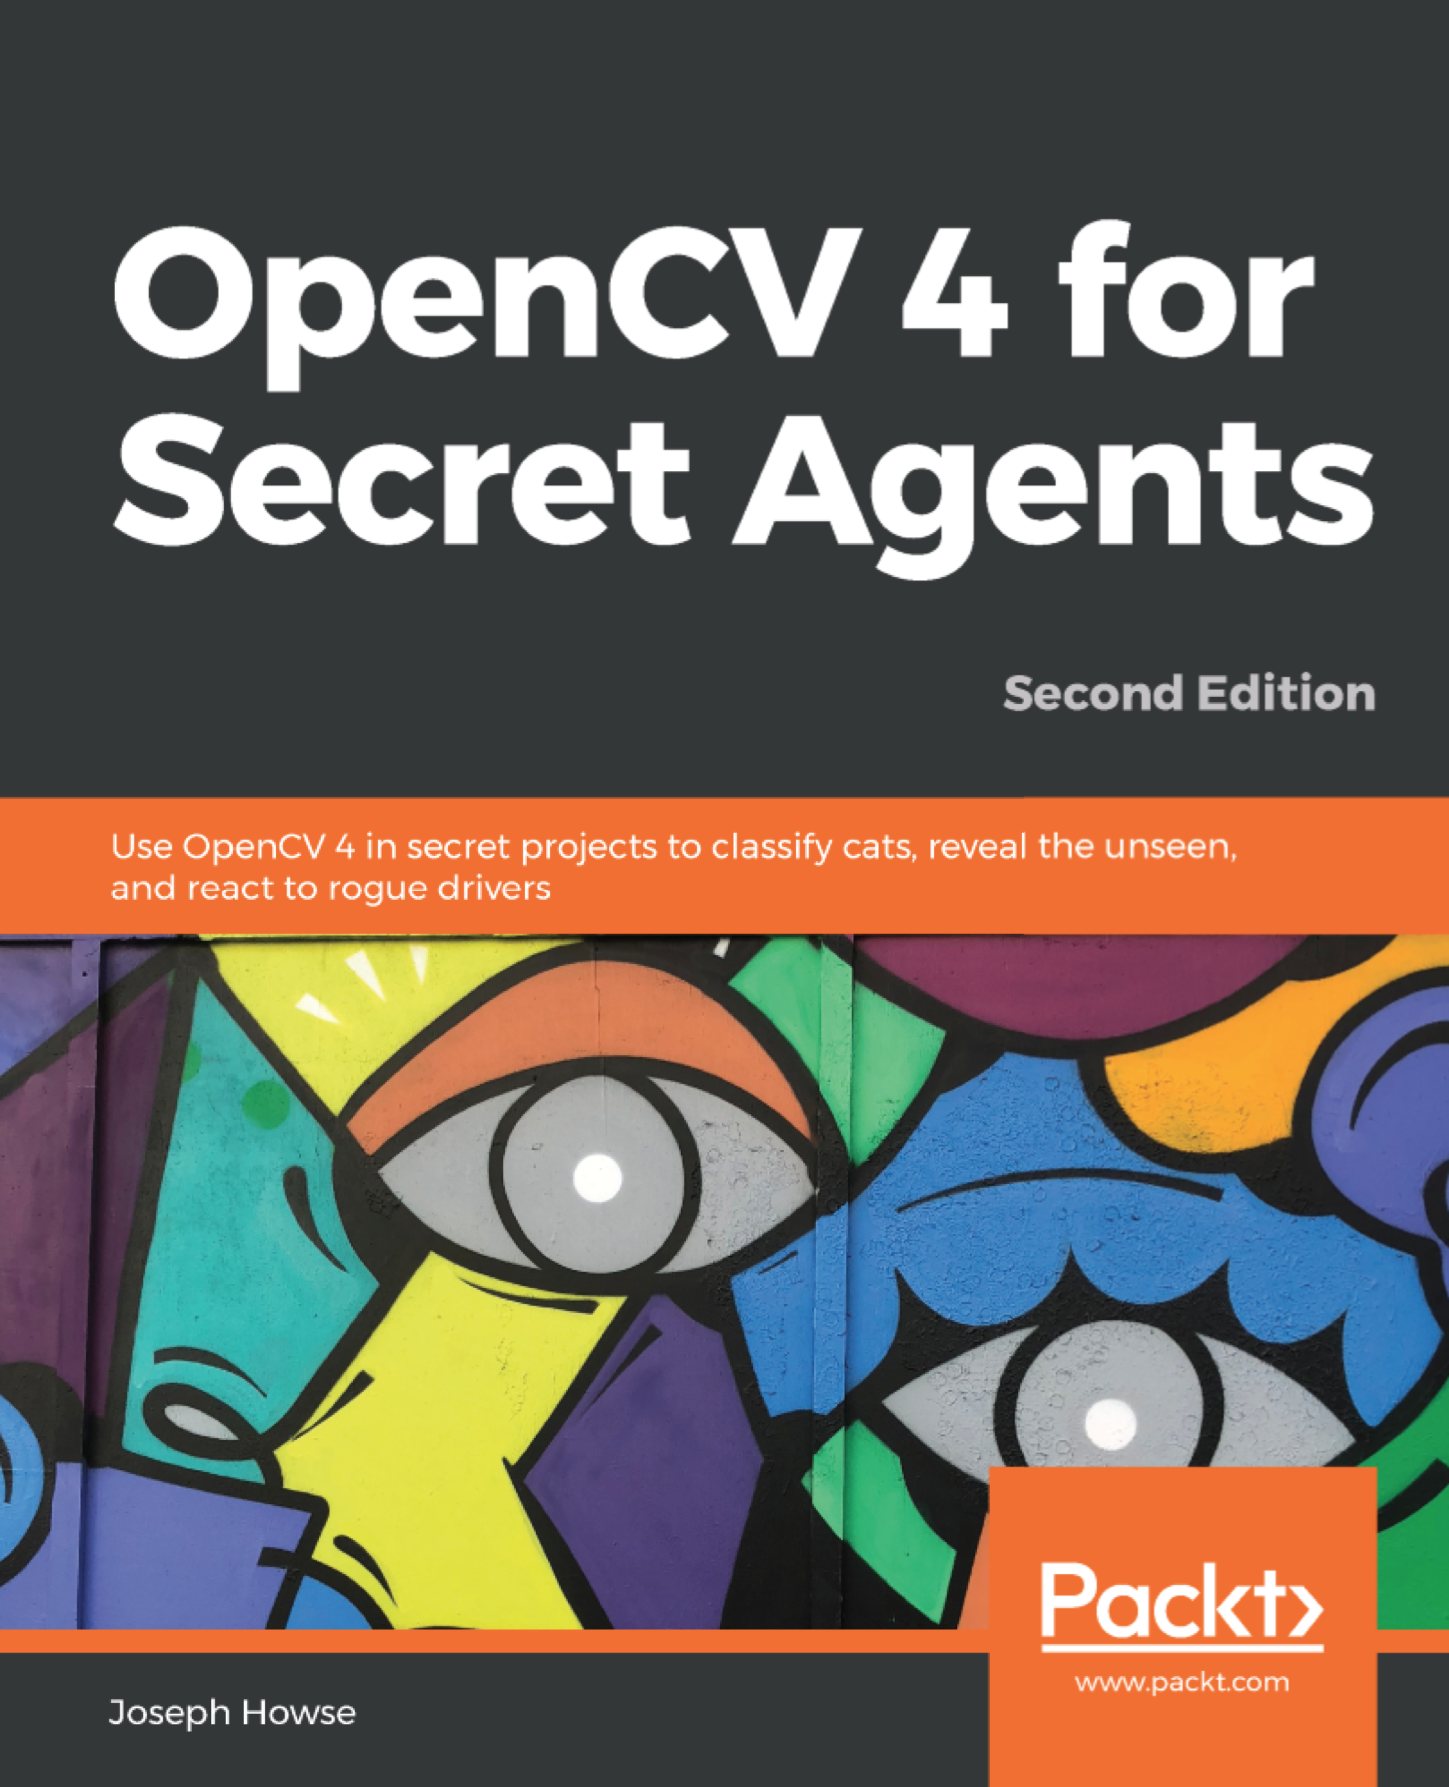 OpenCV 4 for
Secret Agents
Second Edition
Use OpenCV 4 in secret projects to classify cats, reveal the unseen,
and react to rogue drivers
Packt>
www.packt.com
Joseph Howse